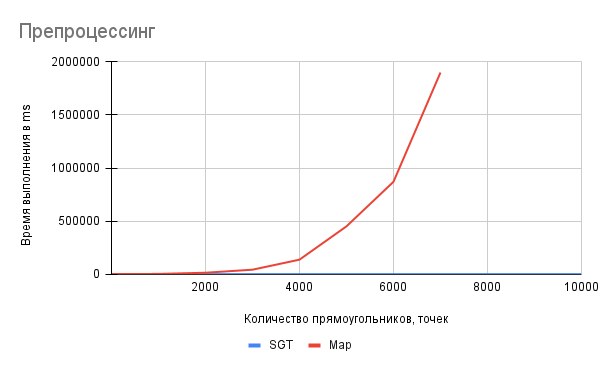 Препроцессинг
Время выполнения в ms
2000000
1500000
1000000
500000
0
2000 4000 6000 8000 10000
Количество прямоугольников, точек
SGT Map